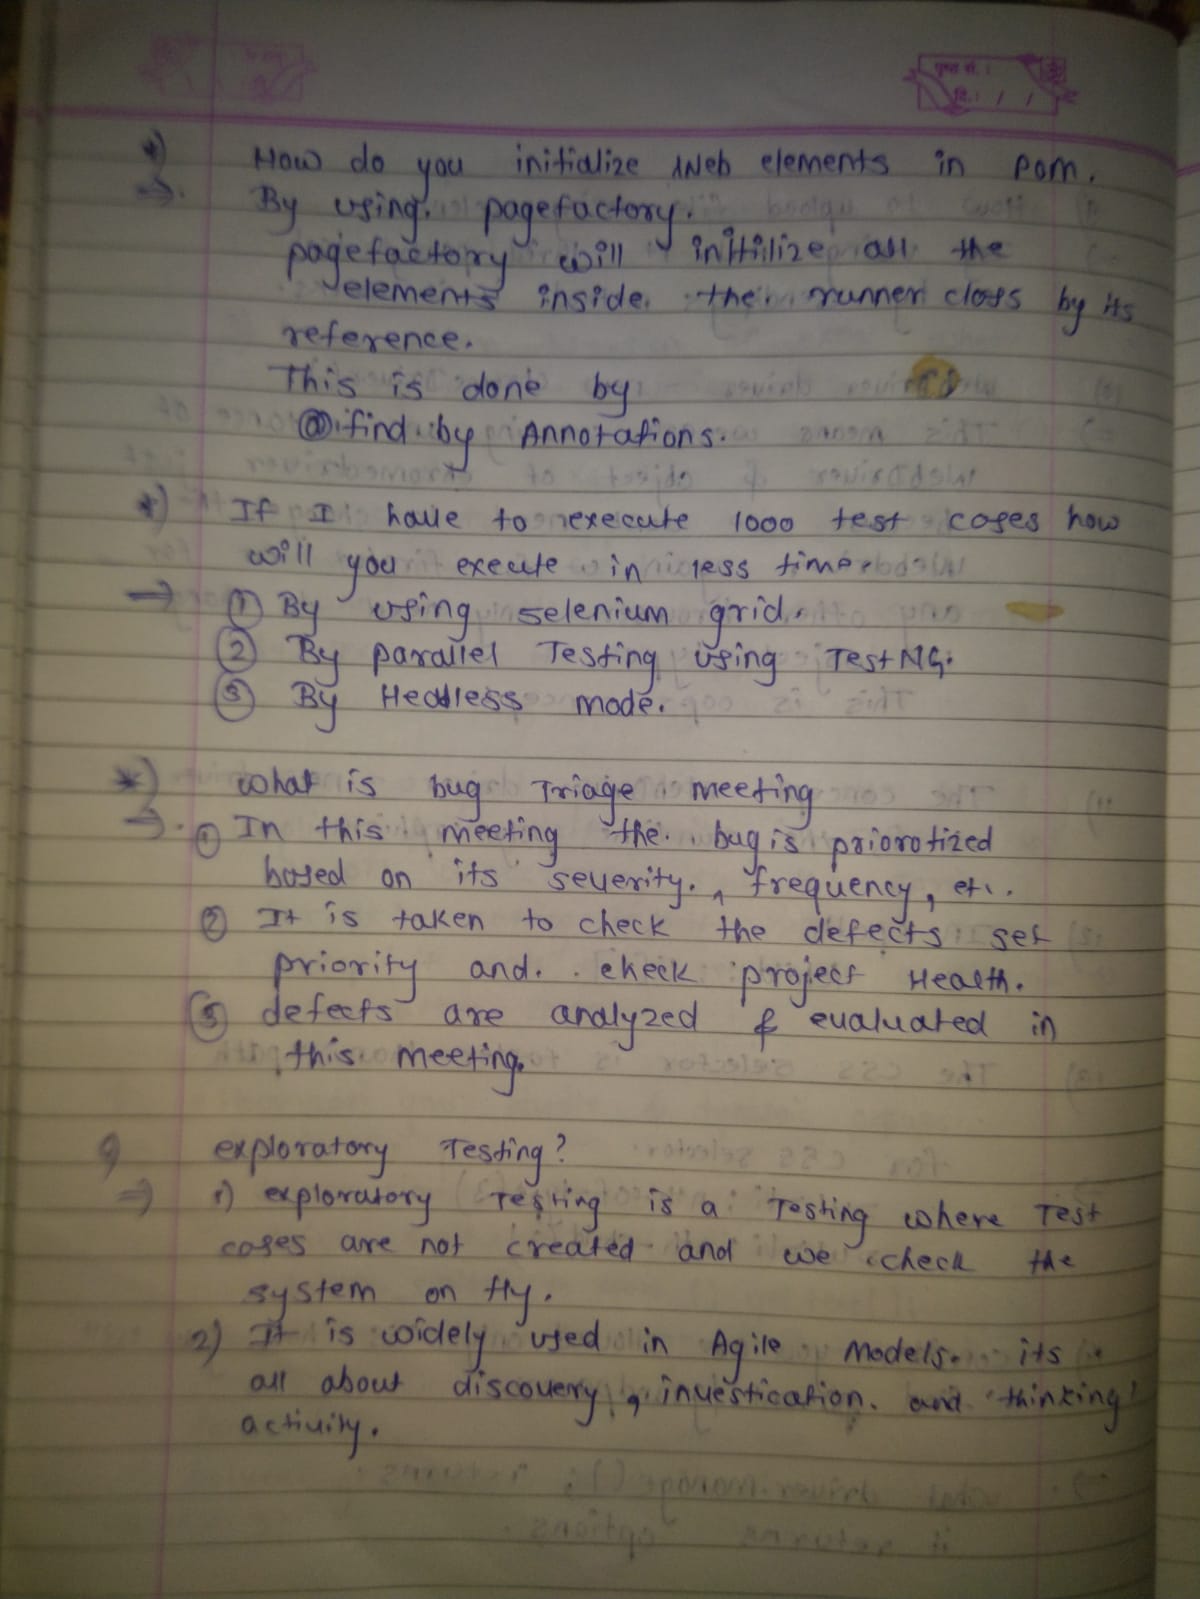 पृष्ठ सं. :
दि. : / /
*) How do you initialize Web elements in pom.
→. By using. pagefactory.
pagefactory will inItilize all the
elements inside. the. runner class by its
reference.
This is done by
@ find by Annotations.
*) If I have to execute 1000 test cases how
will you exeute in less time.
→ ① By using selenium grid.
② By parallel Testing using TestNG.
③ By Headless mode.
*) what is bug Triage meeting
→. ① In this meeting the. bug is priorotized
based on its severity. , frequency, etc.
② It is taken to check the defects set
priority and. check project Health.
③ defects are analyzed & evaluated in
this meeting.
exploratory Testing?
⇒ 1) exploratory Testing is a Testing where Test
cases are not created and we check the
system on fly.
2) It is widely used in Agile Models. its
all about discovery , investication. and 'thinking'
activity.